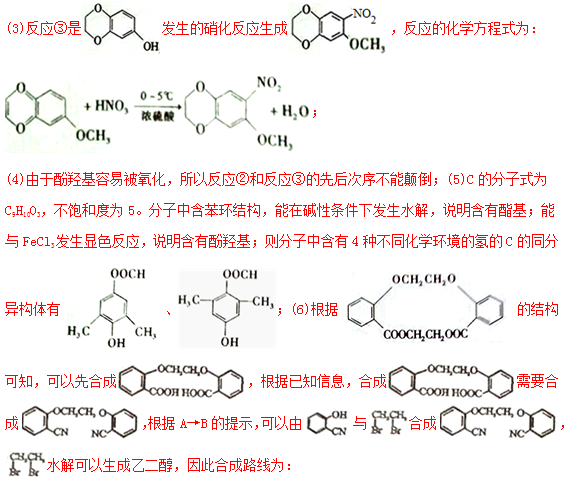 (3)反应③是 O O OH 发生的硝化反应生成 O O NO₂ OCH₃ ，反应的化学方程式为：
O O OCH₃ + HNO₃ 0－5℃ 浓硫酸 O O NO₂ OCH₃ + H₂O；
(4)由于酚羟基容易被氧化，所以反应②和反应③的先后次序不能颠倒；(5)C的分子式为
C₉H₁₀O₃，不饱和度为5。分子中含苯环结构，能在碱性条件下发生水解，说明含有酯基；能
与FeCl₃发生显色反应，说明含有酚羟基；则分子中含有4种不同化学环境的氢的C的同分
异构体有 OOCH H₃C CH₃ OH 、 OOCH H₃C CH₃ OH ；(6)根据 OCH₂CH₂O COOCH₂CH₂OOC 的结构
可知，可以先合成 OCH₂CH₂O COOH HOOC ，根据已知信息，合成 OCH₂CH₂O COOH HOOC 需要合
成 OCH₂CH₂O CN NC ，根据A→B的提示，可以由 OH CN 与 CH₂CH₂ Br Br 合成 OCH₂CH₂O CN NC ，
CH₂CH₂ Br Br 水解可以生成乙二醇，因此合成路线为：